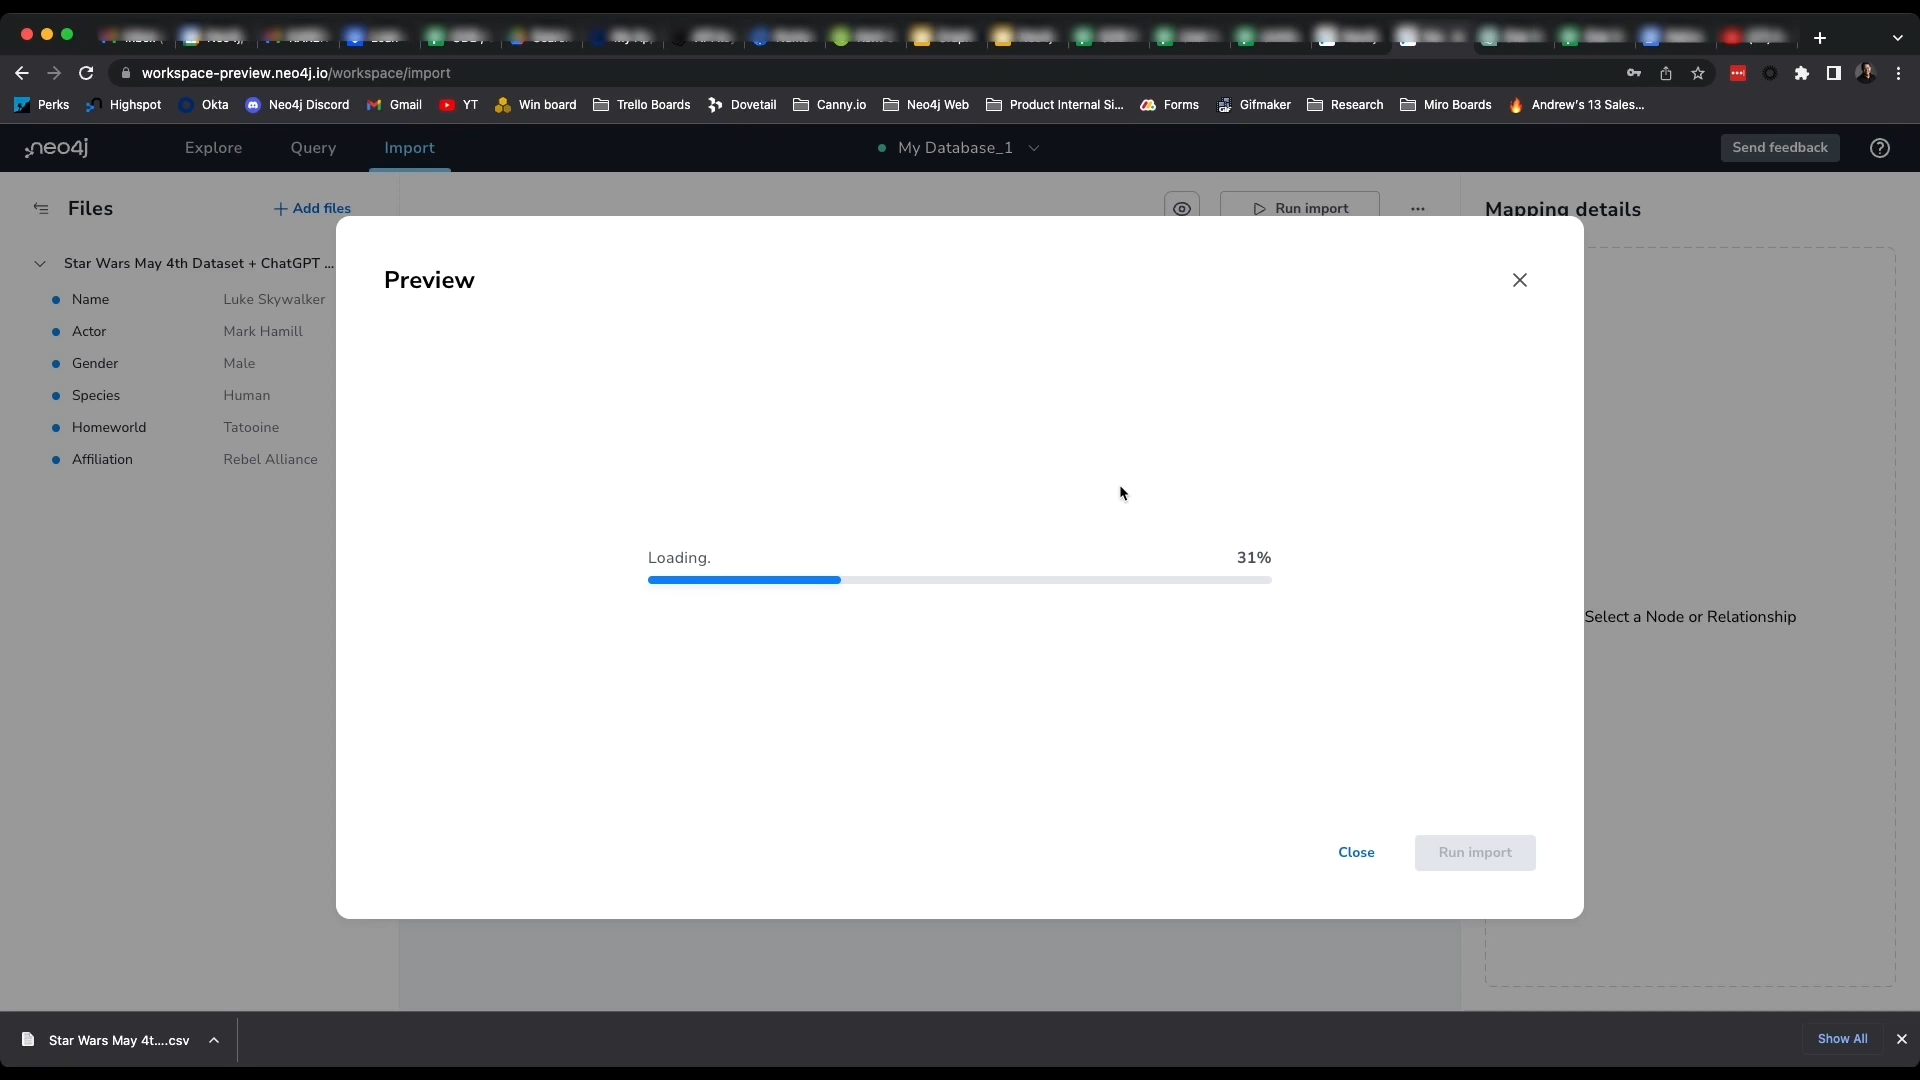 workspace-preview.neo4j.io/workspace/import
Perks Highspot Okta Neo4j Discord Gmail YT Win board Trello Boards Dovetail Canny.io Neo4j Web Product Internal Si... Forms Gifmaker Research Miro Boards Andrew's 13 Sales...
neo4j Explore Query Import My Database_1 Send feedback
Files + Add files Run import ... Mapping details
Star Wars May 4th Dataset + ChatGPT ...
Name Luke Skywalker
Actor Mark Hamill
Gender Male
Species Human
Homeworld Tatooine
Affiliation Rebel Alliance
Preview
Loading. 31%
Select a Node or Relationship
Close Run import
Star Wars May 4t....csv Show All